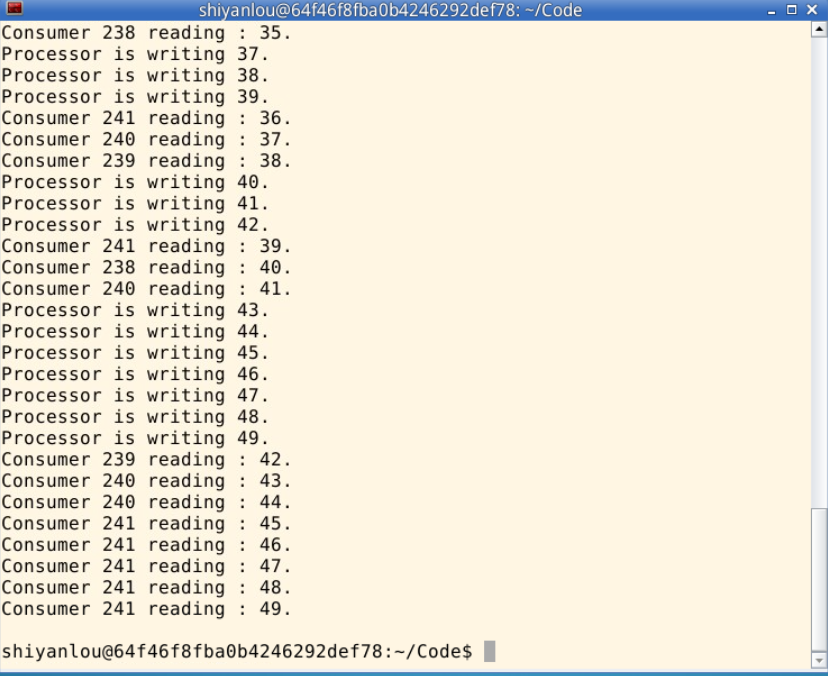 shiyanlou@64f46f8fba0b4246292def78: ~/Code
Consumer 238 reading : 35.
Processor is writing 37.
Processor is writing 38.
Processor is writing 39.
Consumer 241 reading : 36.
Consumer 240 reading : 37.
Consumer 239 reading : 38.
Processor is writing 40.
Processor is writing 41.
Processor is writing 42.
Consumer 241 reading : 39.
Consumer 238 reading : 40.
Consumer 240 reading : 41.
Processor is writing 43.
Processor is writing 44.
Processor is writing 45.
Processor is writing 46.
Processor is writing 47.
Processor is writing 48.
Processor is writing 49.
Consumer 239 reading : 42.
Consumer 240 reading : 43.
Consumer 240 reading : 44.
Consumer 241 reading : 45.
Consumer 241 reading : 46.
Consumer 241 reading : 47.
Consumer 241 reading : 48.
Consumer 241 reading : 49.
shiyanlou@64f46f8fba0b4246292def78:~/Code$